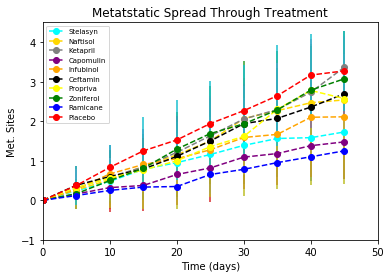 Metatstatic Spread Through Treatment
Stelasyn
Naftisol
Ketapril
Capomulin
Infubinol
Ceftamin
Propriva
Zoniferol
Ramicane
Placebo
Met. Sites
4
3
2
1
0
−1
0
10
20
30
40
50
Time (days)